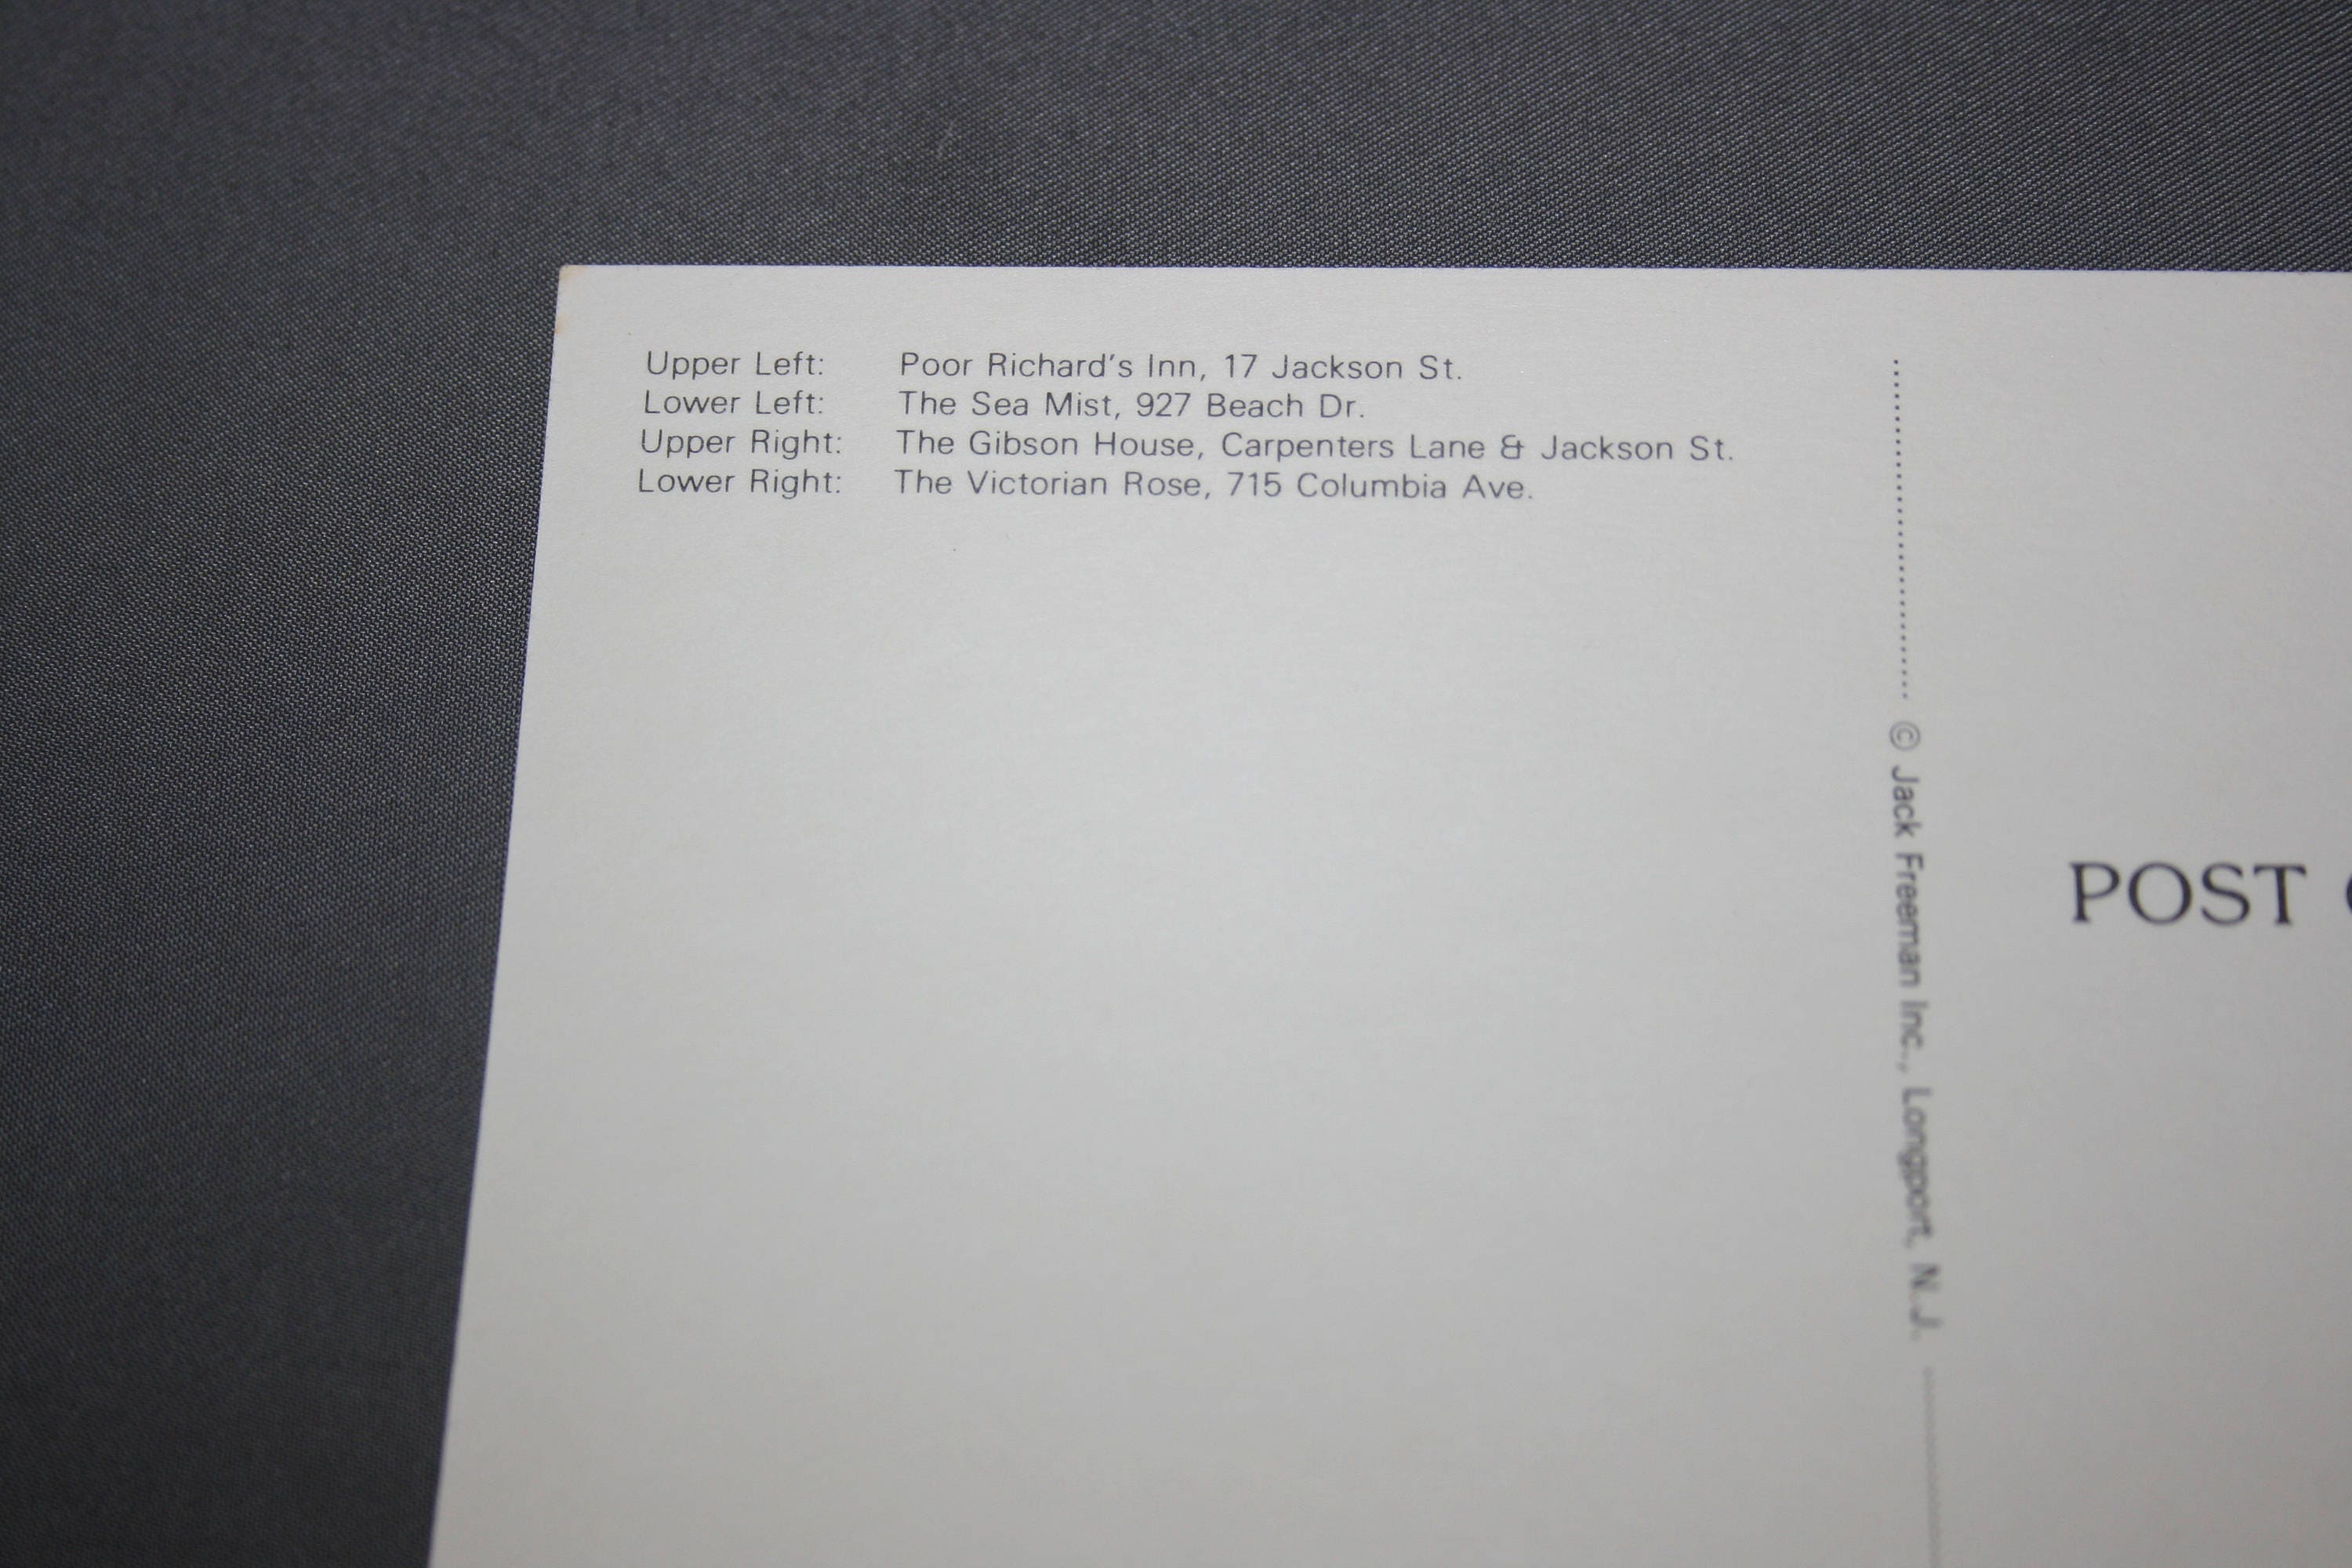 Upper Left: Poor Richard's Inn, 17 Jackson St.
Lower Left: The Sea Mist, 927 Beach Dr.
Upper Right: The Gibson House, Carpenters Lane & Jackson St.
Lower Right: The Victorian Rose, 715 Columbia Ave.
© Jack Freeman Inc., Longport, N.J.
POST